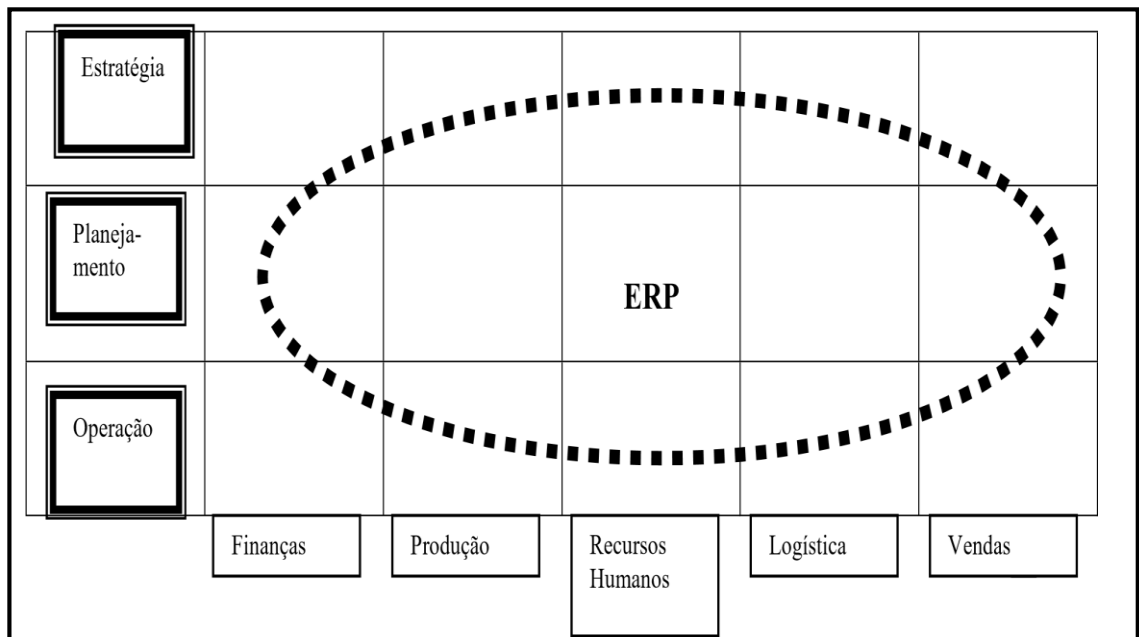 Estratégia
Planeja-
mento
ERP
Operação
Finanças
Produção
Recursos
Humanos
Logística
Vendas